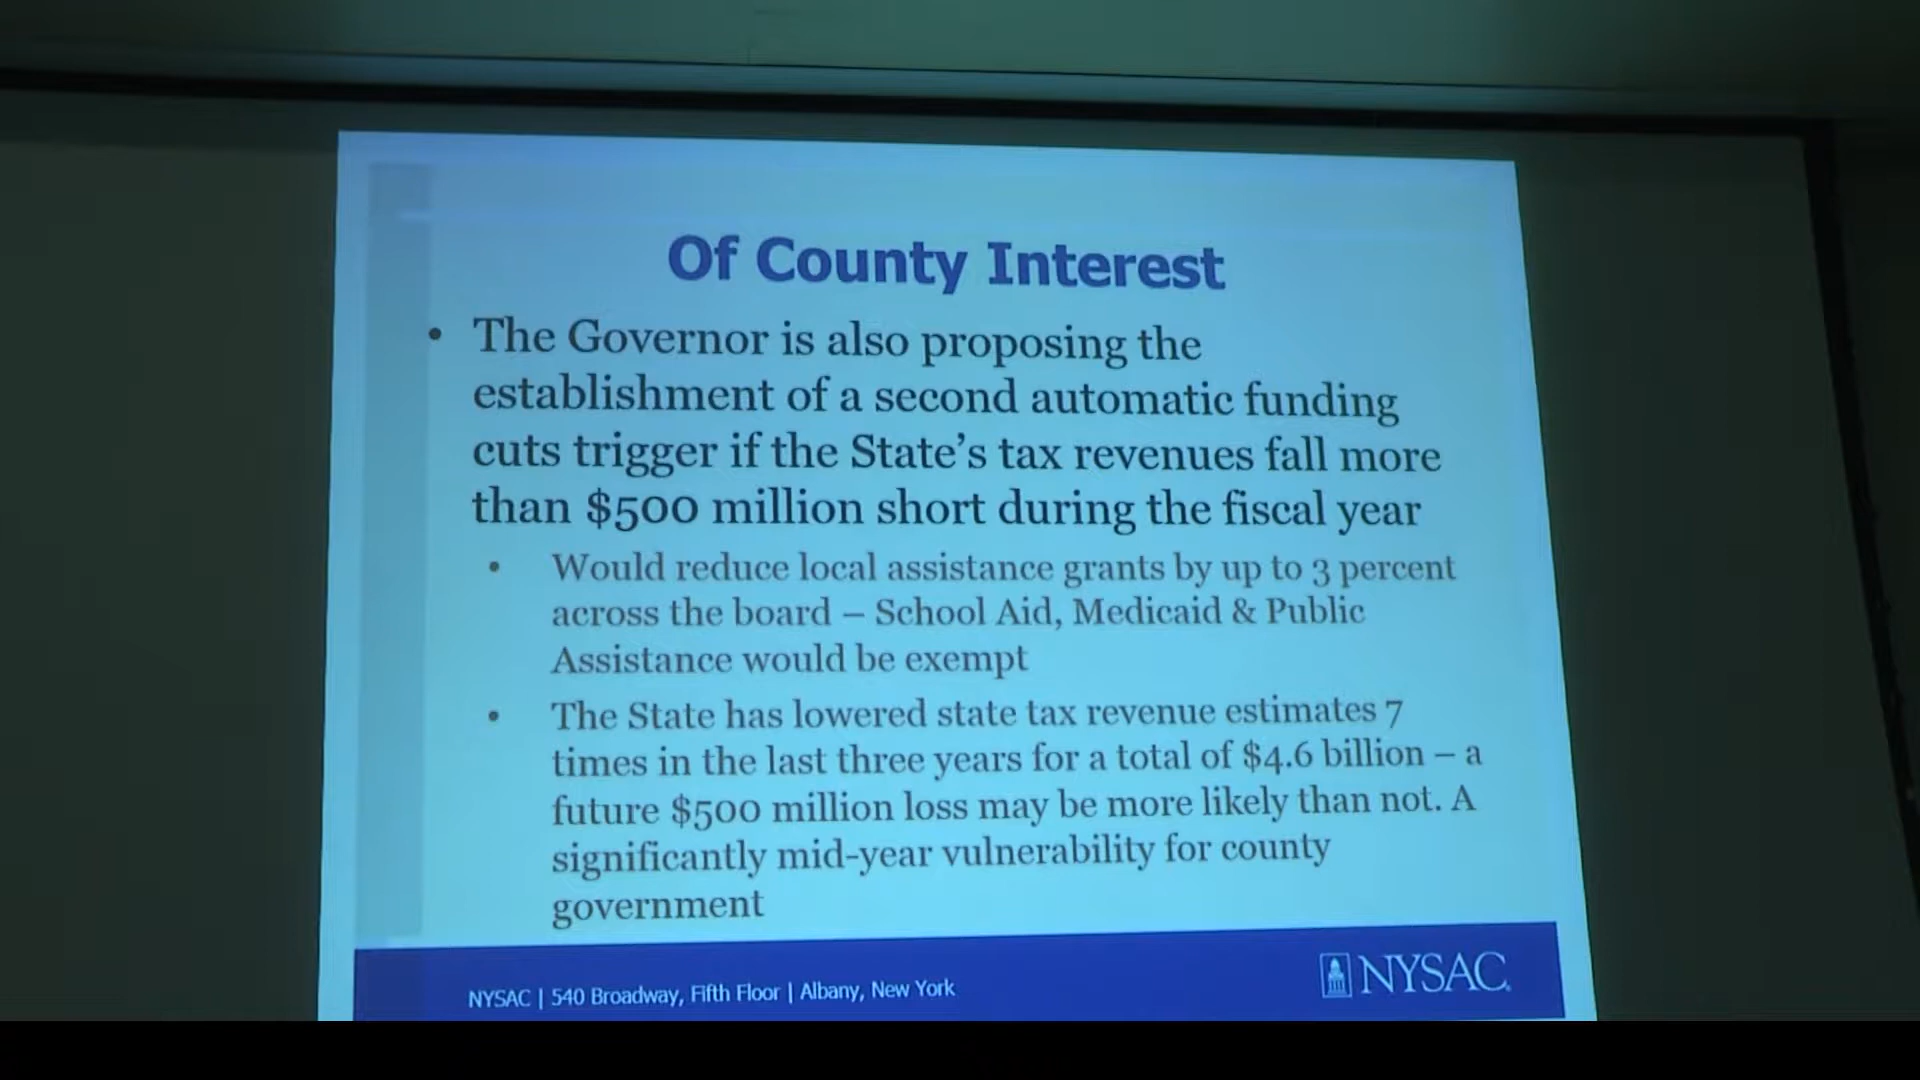 Of County Interest
• The Governor is also proposing the
establishment of a second automatic funding
cuts trigger if the State's tax revenues fall more
than $500 million short during the fiscal year
• Would reduce local assistance grants by up to 3 percent
across the board – School Aid, Medicaid & Public
Assistance would be exempt
• The State has lowered state tax revenue estimates 7
times in the last three years for a total of $4.6 billion – a
future $500 million loss may be more likely than not. A
significantly mid-year vulnerability for county
government
NYSAC | 540 Broadway, Fifth Floor | Albany, New York
NYSAC